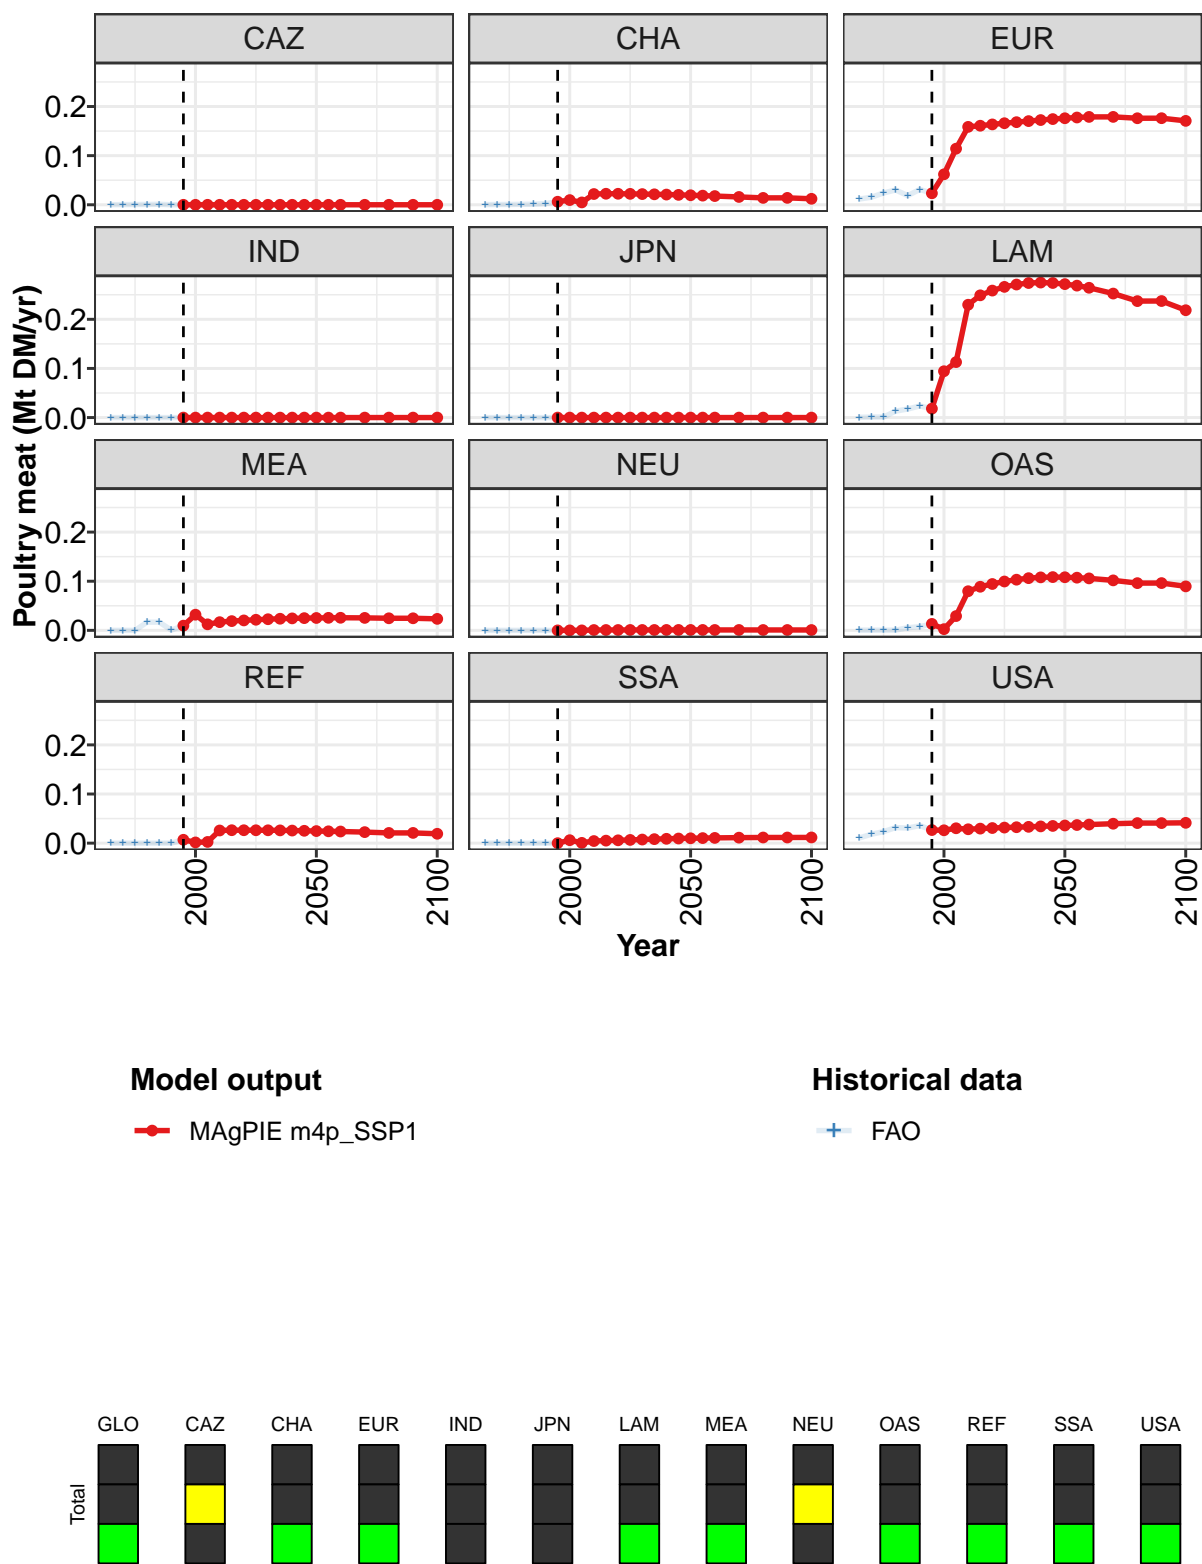 CAZ CHA EUR
0.2
0.1
0.0
IND JPN LAM
0.2
0.1
0.0
MEA NEU OAS
0.2
0.1
0.0
REF SSA USA
0.2
0.1
0.0
Poultry meat (Mt DM/yr)
2000 2050 2100 2000 2050 2100 2000 2050 2100
Year
Model output Historical data
MAgPIE m4p_SSP1 FAO
GLO CAZ CHA EUR IND JPN LAM MEA NEU OAS REF SSA USA
Total